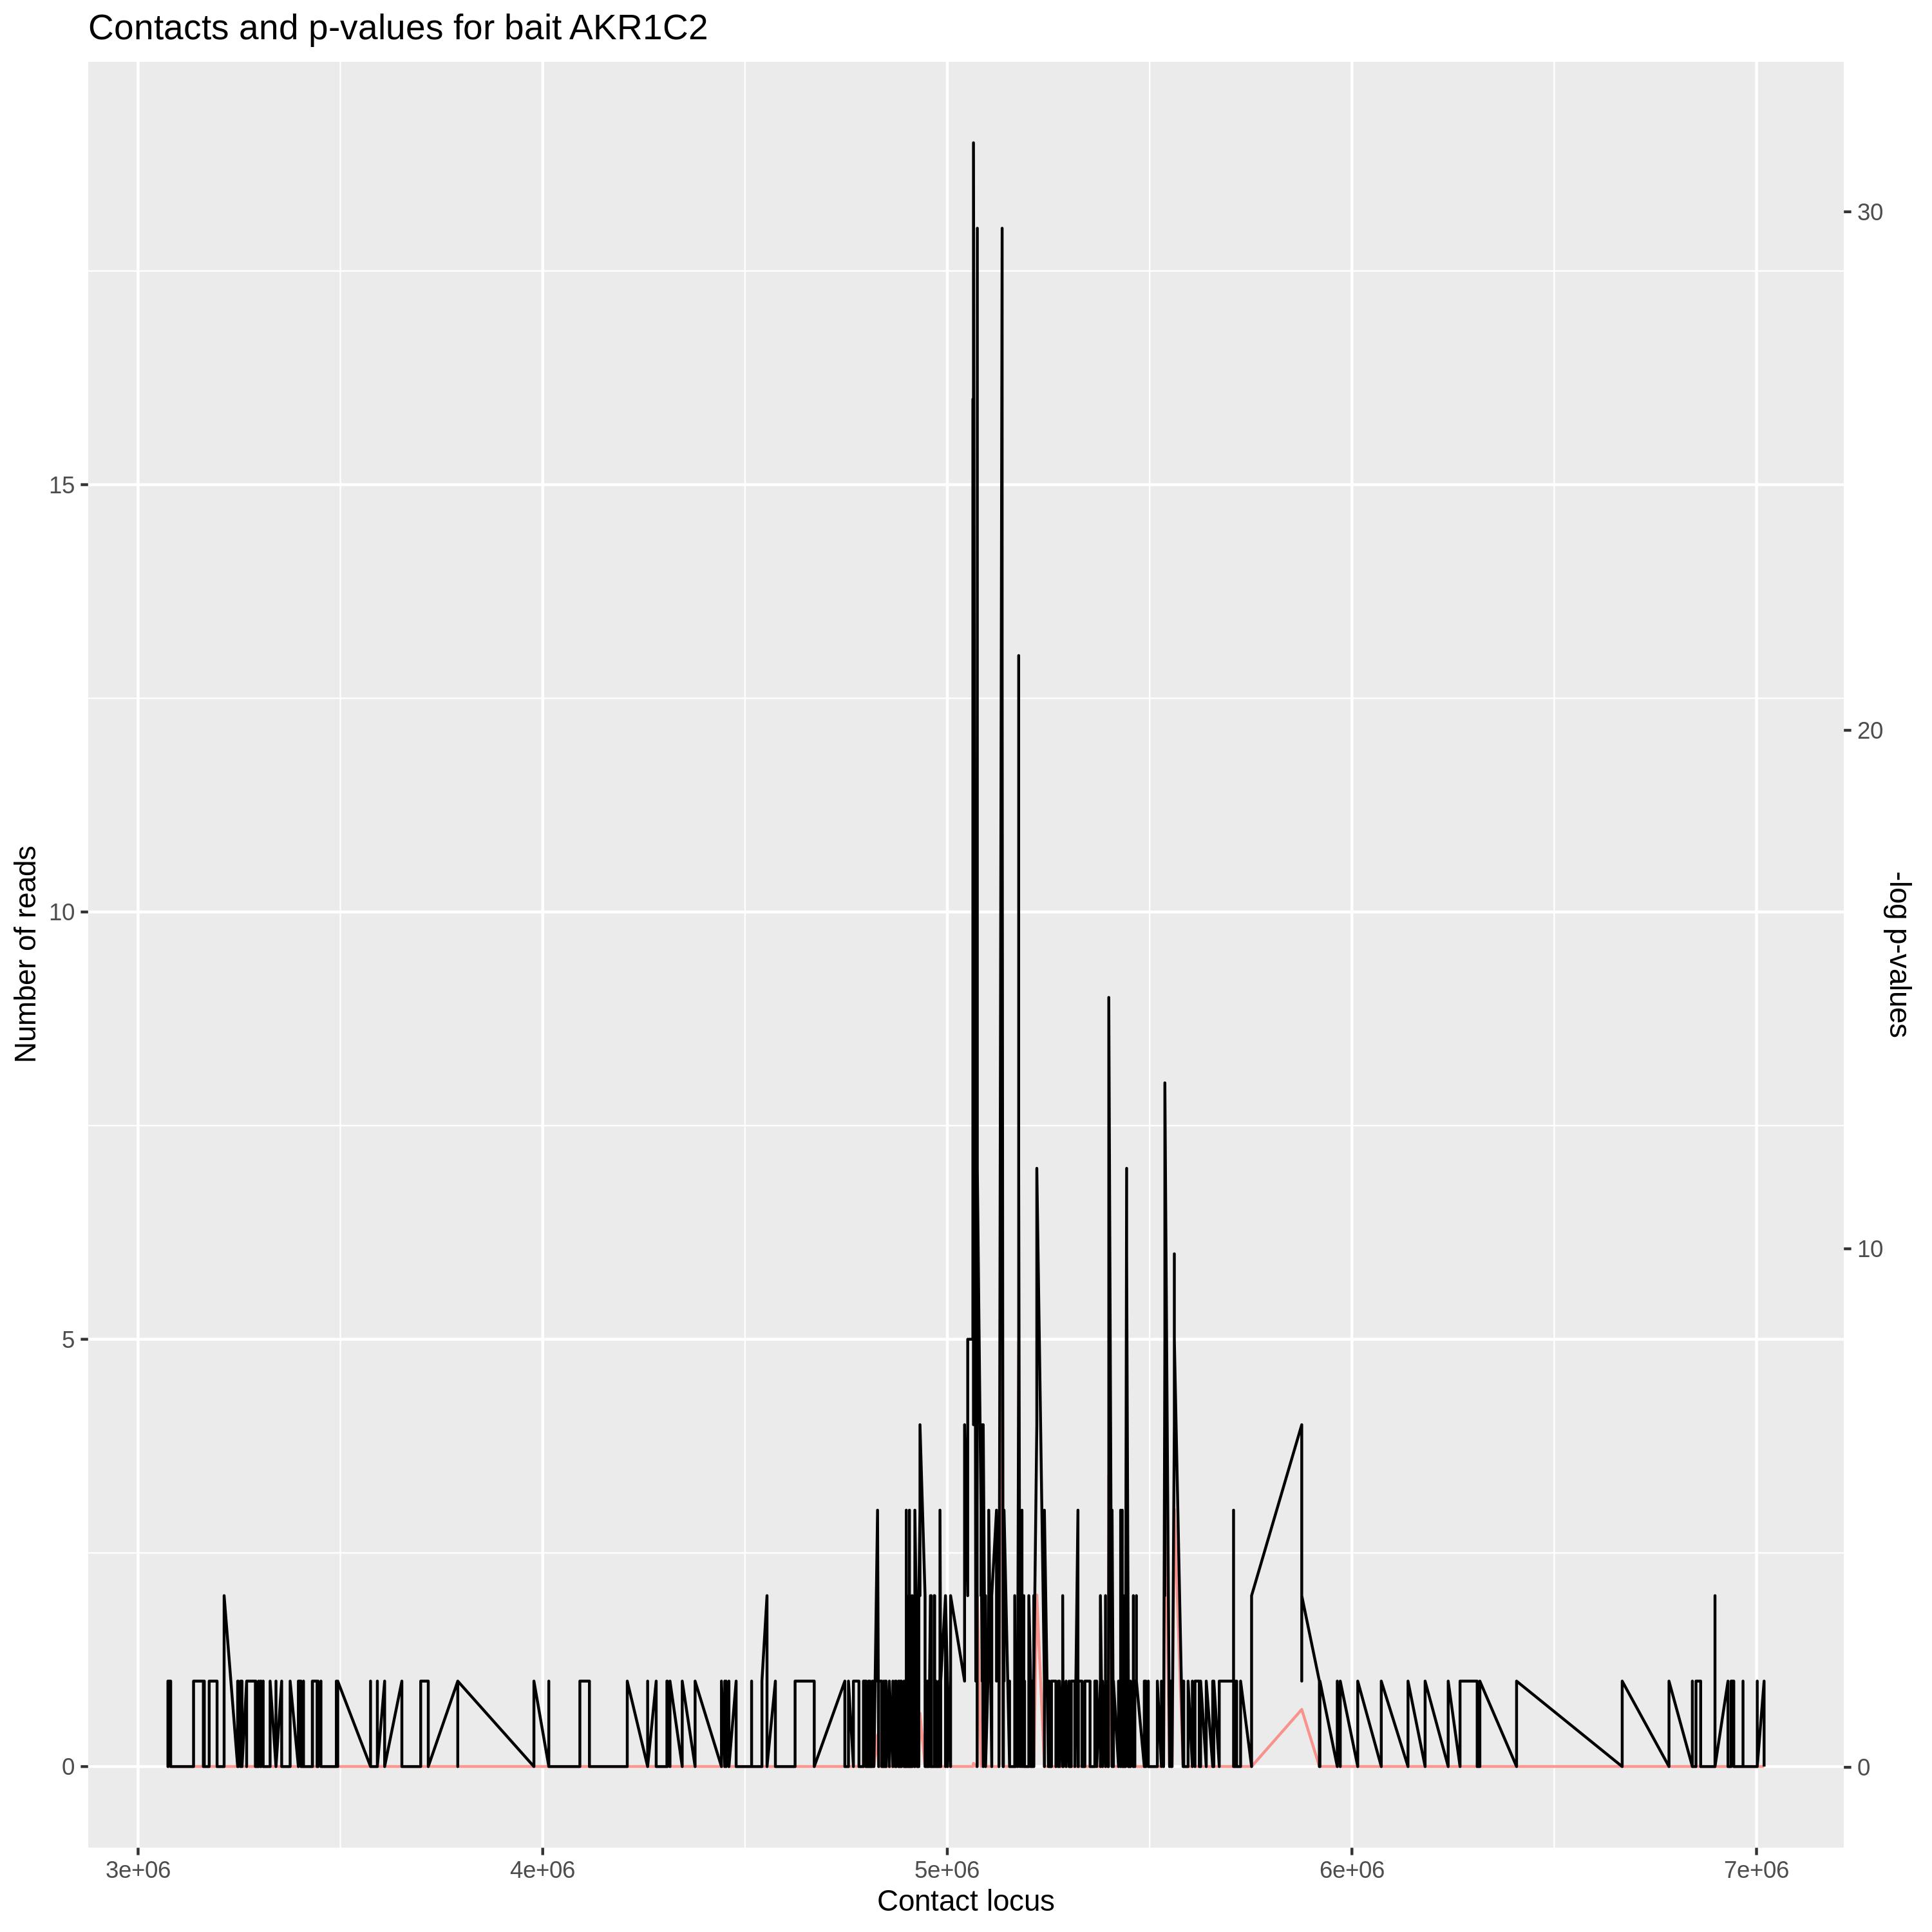 Contacts and p-values for bait AKR1C2
Number of reads
15
10
5
0
30
20
10
0
-log p-values
3e+06
4e+06
5e+06
6e+06
7e+06
Contact locus